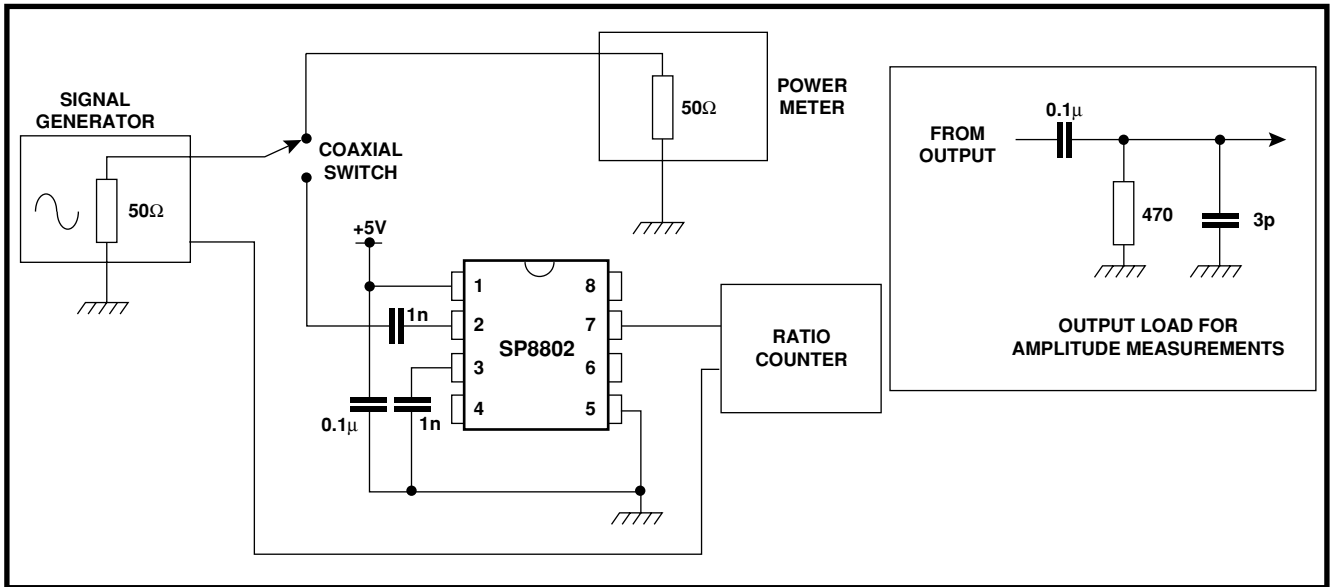 SIGNAL
GENERATOR
50Ω
COAXIAL
SWITCH
50Ω
POWER
METER
+5V
1n
0.1μ
1n
1
2
3
4
SP8802
8
7
6
5
RATIO
COUNTER
FROM
OUTPUT
0.1μ
470
3p
OUTPUT LOAD FOR
AMPLITUDE MEASUREMENTS